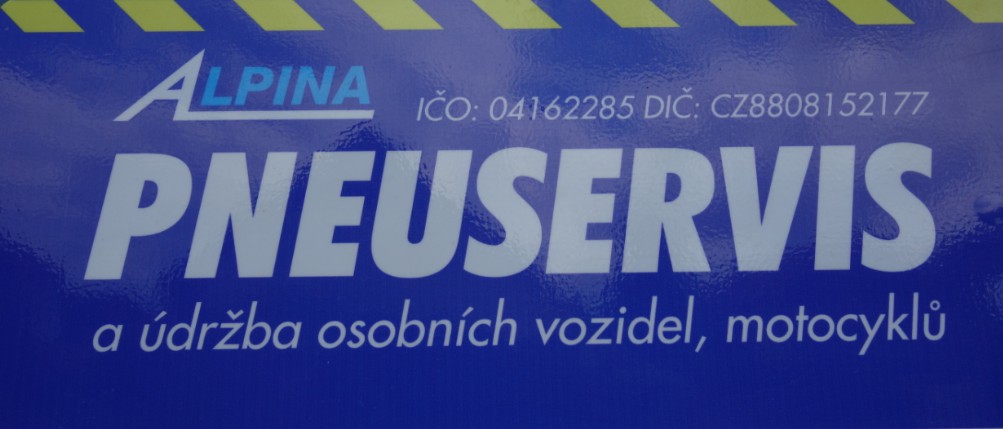 ALPINA
IČO: 04162285 DIČ: CZ8808152177
PNEUSERVIS
a údržba osobních vozidel, motocyklů